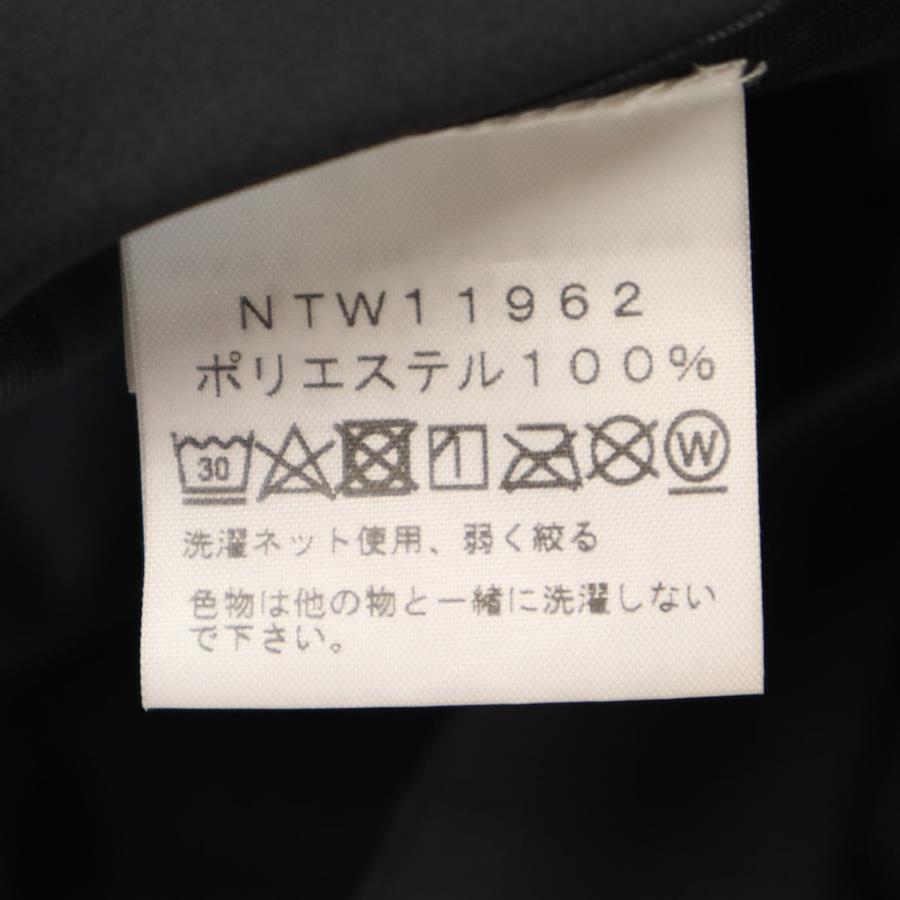 NTW11962
ポリエステル100%
30 W
洗濯ネット使用、弱く絞る
色物は他の物と一緒に洗濯しない
で下さい。